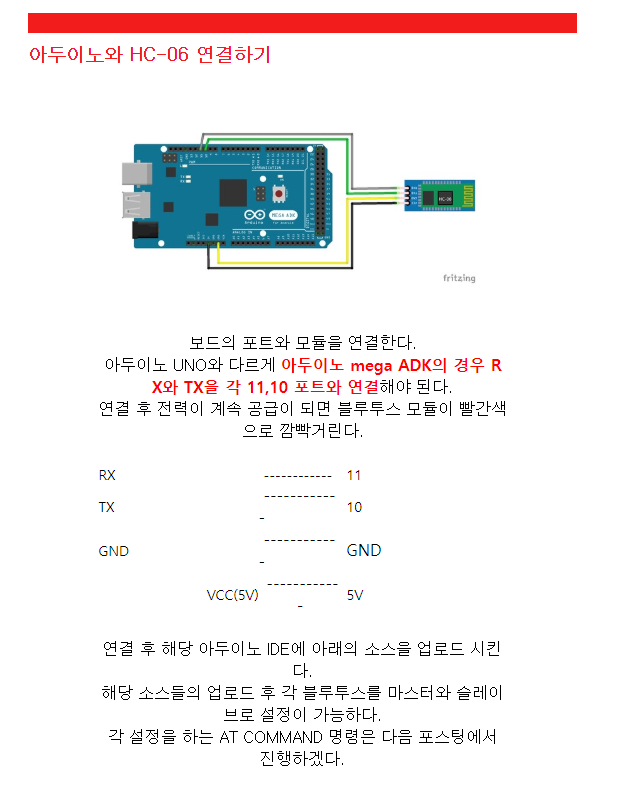 아두이노와 HC-06 연결하기
HC-06
MEGA ADK
fritzing
보드의 포트와 모듈을 연결한다.
아두이노 UNO와 다르게 아두이노 mega ADK의 경우 R
X와 TX을 각 11,10 포트와 연결해야 된다.
연결 후 전력이 계속 공급이 되면 블루투스 모듈이 빨간색
으로 깜빡거린다.
RX ------------ 11
TX ------------ 10
GND ------------ GND
VCC(5V) ------------ 5V
연결 후 해당 아두이노 IDE에 아래의 소스을 업로드 시킨
다.
해당 소스들의 업로드 후 각 블루투스를 마스터와 슬레이
브로 설정이 가능하다.
각 설정을 하는 AT COMMAND 명령은 다음 포스팅에서
진행하겠다.